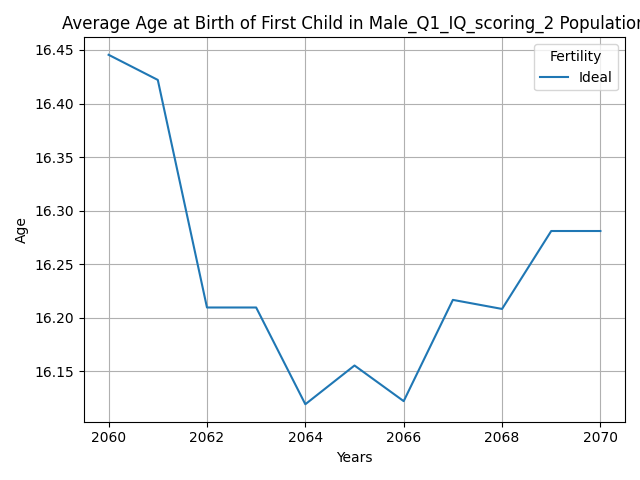 Average Age at Birth of First Child in Male_Q1_IQ_scoring_2 Population
Fertility
Ideal
16.45
16.40
16.35
16.30
16.25
16.20
16.15
Age
2060 2062 2064 2066 2068 2070
Years